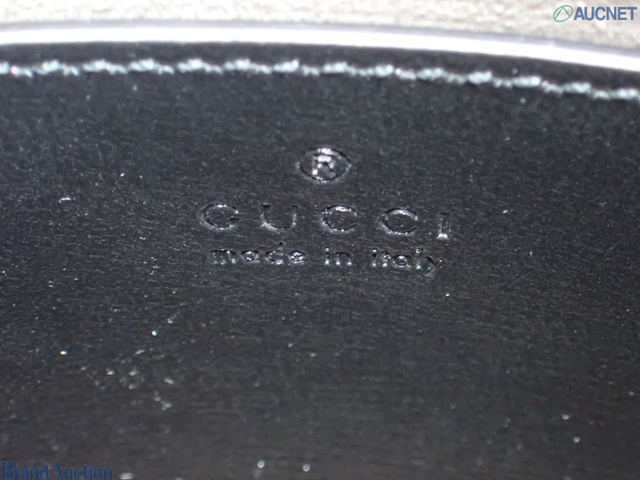 AUCNET
®
GUCCI
made in italy
Brand Auction